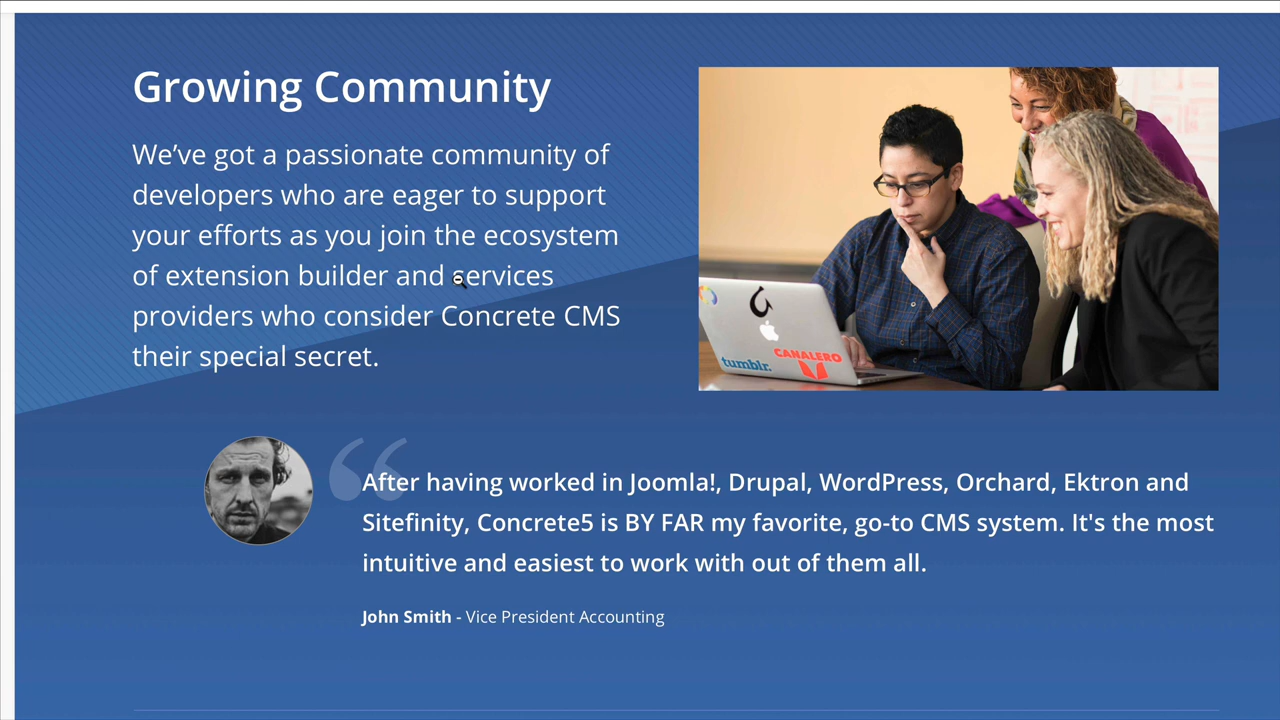 Growing Community
We’ve got a passionate community of
developers who are eager to support
your efforts as you join the ecosystem
of extension builder and services
providers who consider Concrete CMS
their special secret.
tumblr.
CANALERO
“
After having worked in Joomla!, Drupal, WordPress, Orchard, Ektron and
Sitefinity, Concrete5 is BY FAR my favorite, go-to CMS system. It's the most
intuitive and easiest to work with out of them all.
John Smith - Vice President Accounting